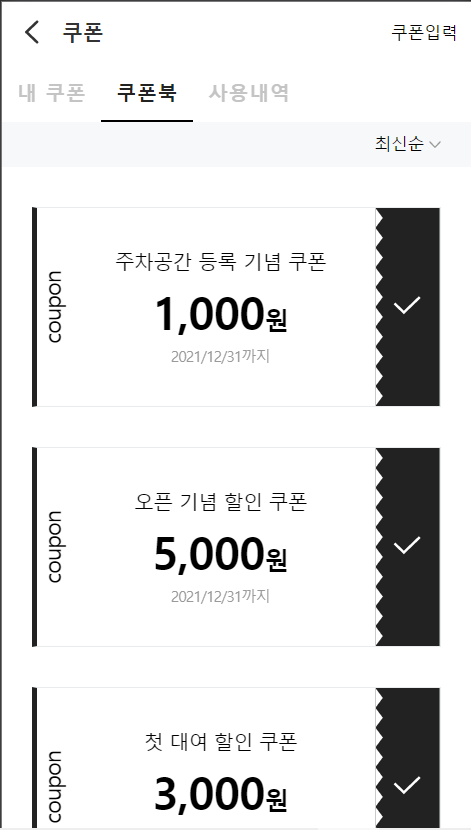 쿠폰
쿠폰입력
내 쿠폰 쿠폰북 사용내역
최신순
coupon
주차공간 등록 기념 쿠폰
1,000원
2021/12/31까지
coupon
오픈 기념 할인 쿠폰
5,000원
2021/12/31까지
coupon
첫 대여 할인 쿠폰
3,000원